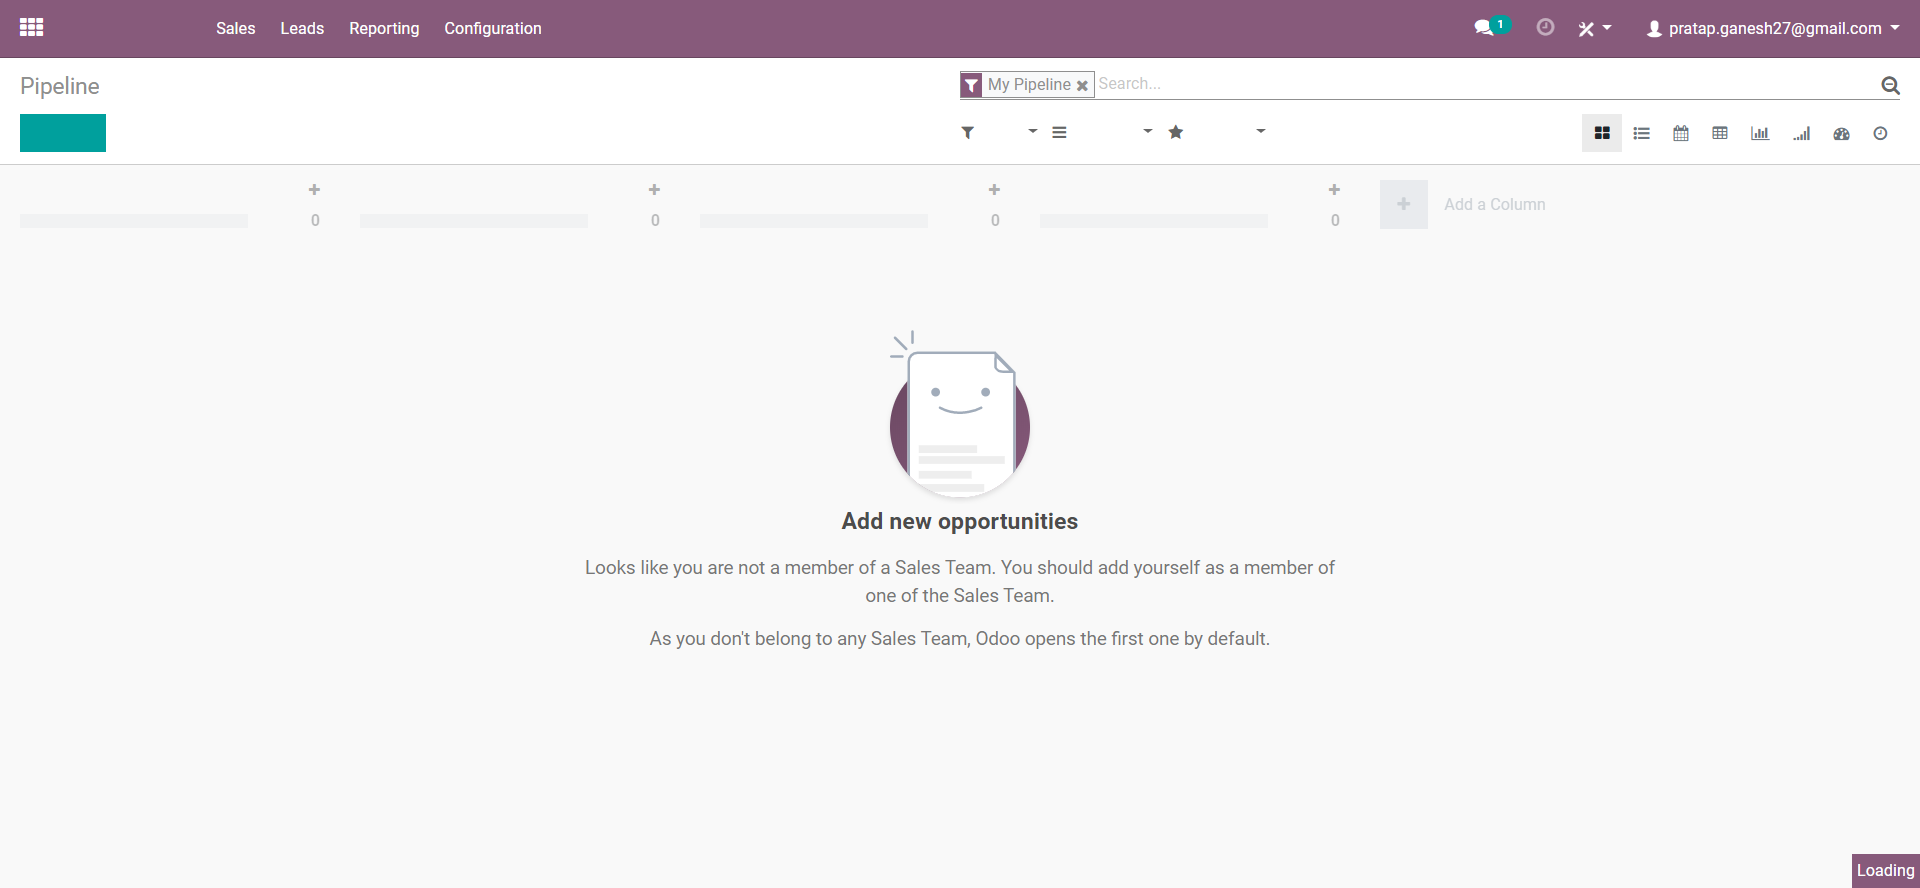 Sales Leads Reporting Configuration 1 pratap.ganesh27@gmail.com
Pipeline
My Pipeline Search...
0 0 0 0 Add a Column
Add new opportunities
Looks like you are not a member of a Sales Team. You should add yourself as a member of
one of the Sales Team.
As you don't belong to any Sales Team, Odoo opens the first one by default.
Loading